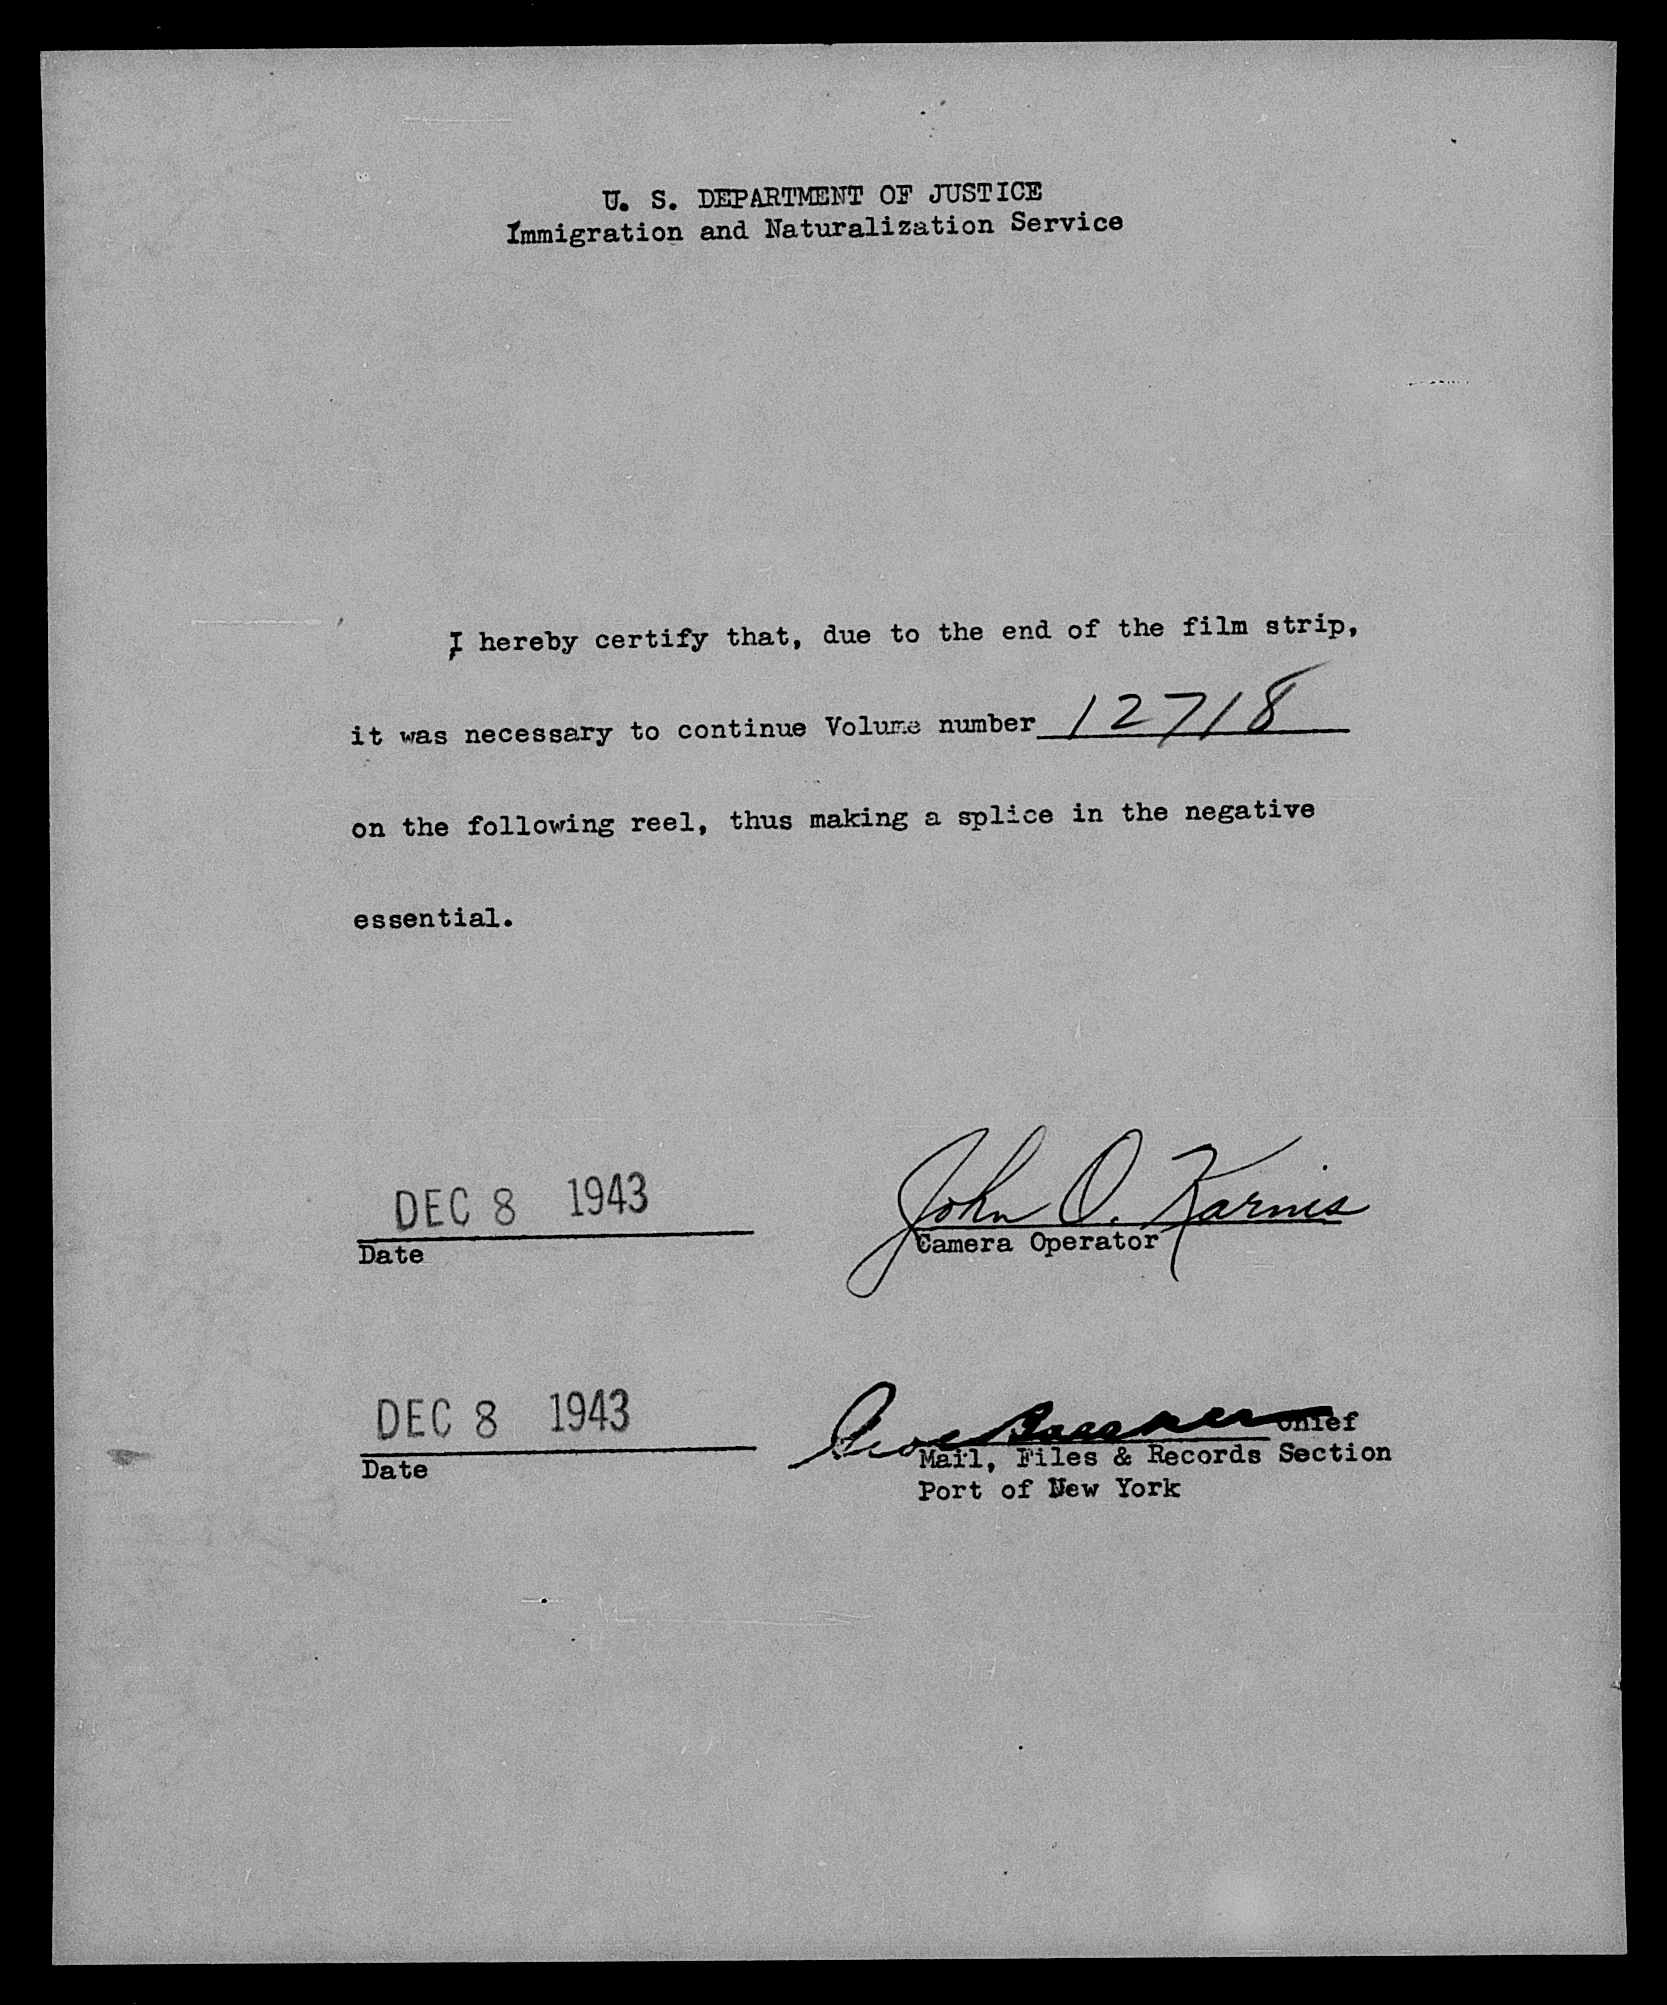 U. S. DEPARTMENT OF JUSTICE
Immigration and Naturalization Service
I hereby certify that, due to the end of the film strip,
it was necessary to continue Volume number 12718
on the following reel, thus making a splice in the negative
essential.
DEC 8 1943
John O. Karnis
Date
Camera Operator
DEC 8 1943
Chief
Date
Mail, Files & Records Section
Port of New York